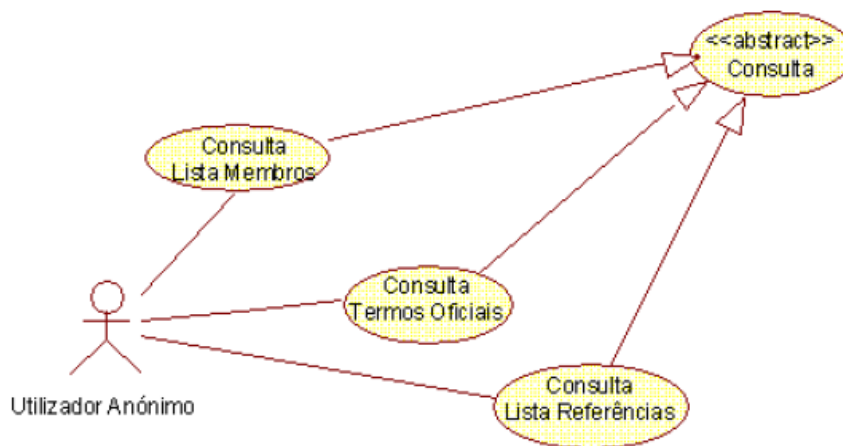 <<abstract>>
Consulta
Consulta
Lista Membros
Consulta
Termos Oficiais
Consulta
Lista Referências
Utilizador Anónimo